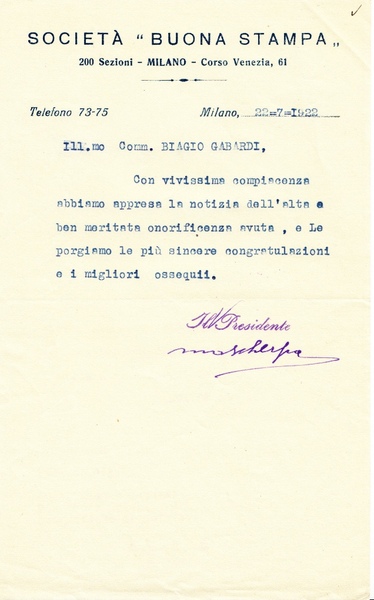 SOCIETÀ “ BUONA STAMPA „
200 Sezioni – MILANO – Corso Venezia, 61
Telefono 73-75
Milano, 22=7=1922
Ill.mo Comm. BIAGIO GABARDI,
Con vivissima compiacenza
abbiamo appresa la notizia dell'alta e
ben meritata onorificenza avuta , e Le
porgiamo le più sincere congratulazioni
e i migliori ossequii.
Il Presidente